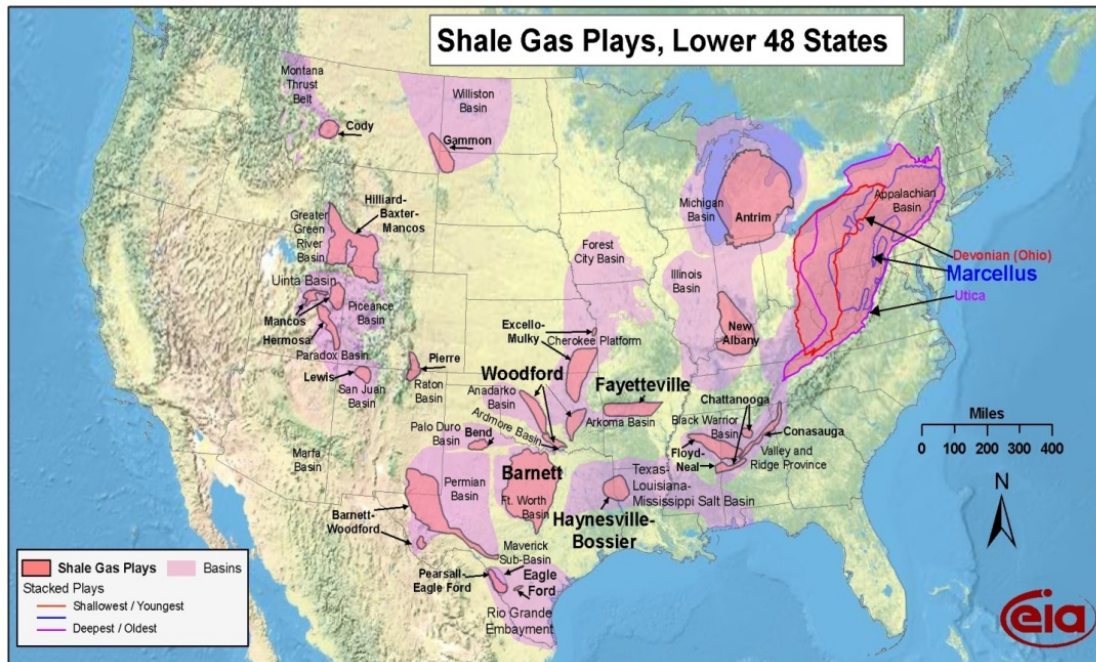 Shale Gas Plays, Lower 48 States
Montana
Thrust
Belt
Cody
Williston
Basin
Gammon
Hilliard-
Baxter-
Mancos
Greater
Green
River
Basin
Uinta Basin
Piceance
Basin
Mancos
Hermosa
Paradox Basin
Lewis
San Juan
Basin
Pierre
Raton
Basin
Forest
City Basin
Excello-
Mulky
Cherokee Platform
Michigan
Basin
Antrim
Illinois
Basin
New
Albany
Appalachian
Basin
Devonian (Ohio)
Marcellus
Utica
Woodford
Anadarko
Basin
Ardmore Basin
Palo Duro
Basin
Bend
Fayetteville
Arkoma Basin
Chattanooga
Black Warrior
Basin
Conasauga
Floyd-
Neal
Valley and
Ridge Province
Marfa
Basin
Permian
Basin
Barnett
Ft. Worth
Basin
Texas-
Louisiana-
Mississippi Salt Basin
Haynesville-
Bossier
Barnett-
Woodford
Maverick
Sub-Basin
Pearsall-
Eagle Ford
Eagle
Ford
Rio Grande
Embayment
Miles
0 100 200 300 400
N
Shale Gas Plays
Basins
Stacked Plays
Shallowest / Youngest
Deepest / Oldest
eia